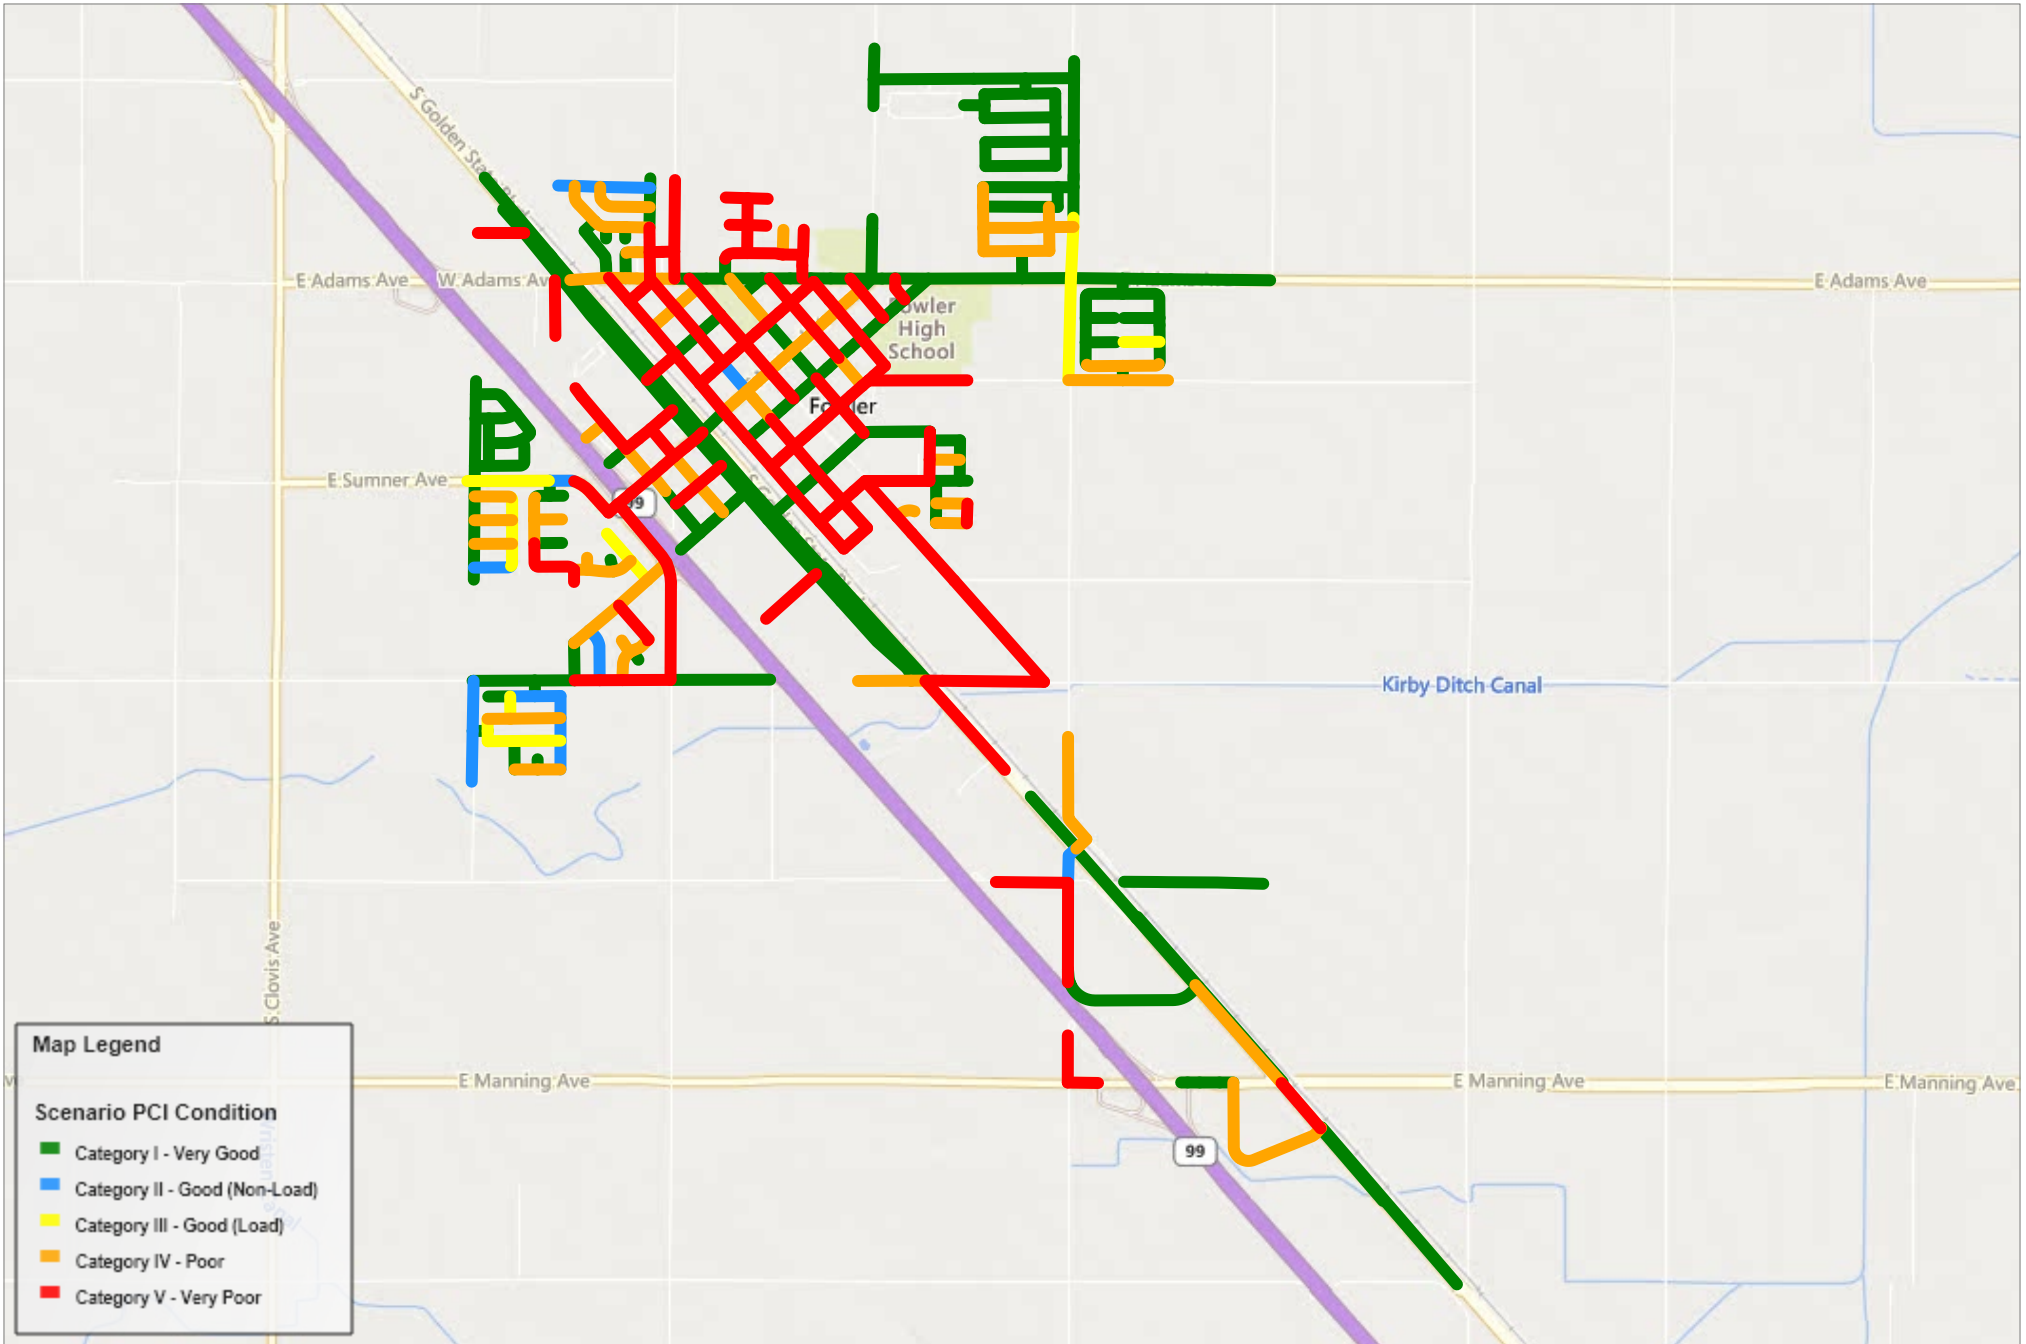 S Golden State
E Adams Ave
W Adams Av
E Adams Ave
Fowler
High
School
Fowler
E Sumner Ave
99
Kirby Ditch Canal
S Clovis Ave
E Manning Ave
E Manning Ave
E Manning Ave
99
Map Legend
Scenario PCI Condition
Category I - Very Good
Category II - Good (Non-Load)
Category III - Good (Load)
Category IV - Poor
Category V - Very Poor